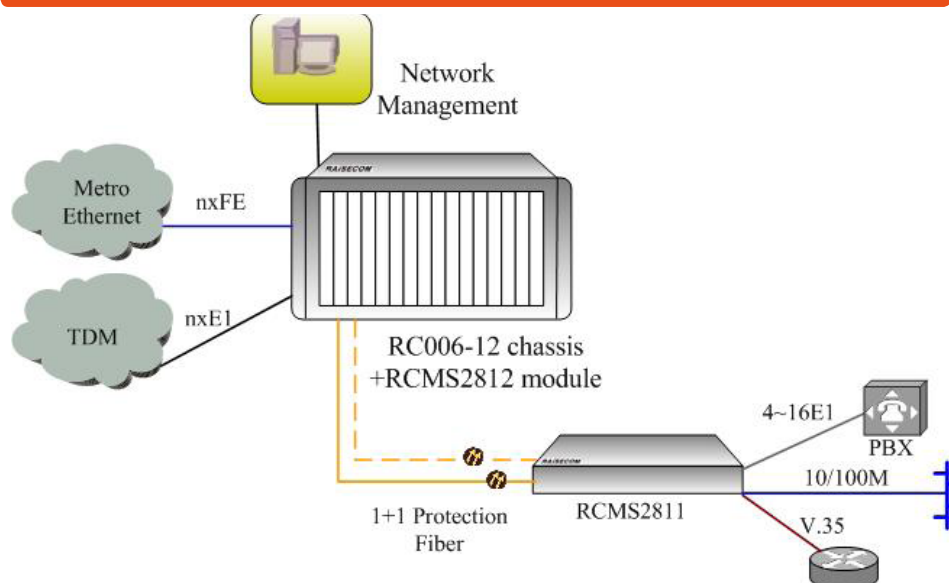 Network
Management
RAISECOM
Metro
Ethernet
nxFE
TDM
nxE1
RC006-12 chassis
+RCMS2812 module
4~16E1
PBX
RAISECOM
10/100M
RCMS2811
1+1 Protection
Fiber
V.35